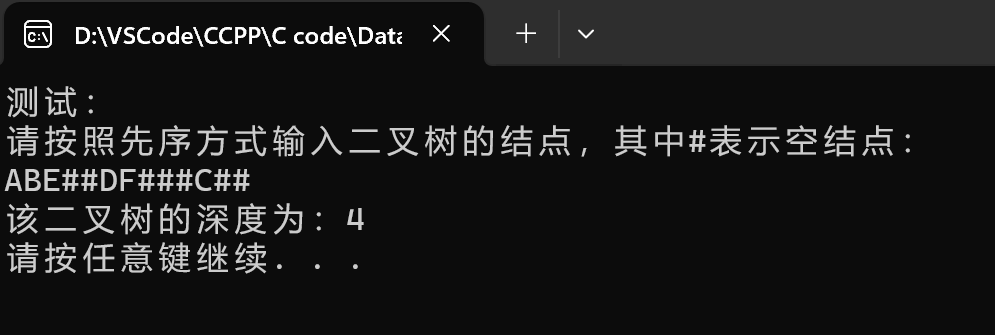 D:\VSCode\CCPP\C code\Data
测试：
请按照先序方式输入二叉树的结点，其中#表示空结点：
ABE##DF###C##
该二叉树的深度为：4
请按任意键继续. . .